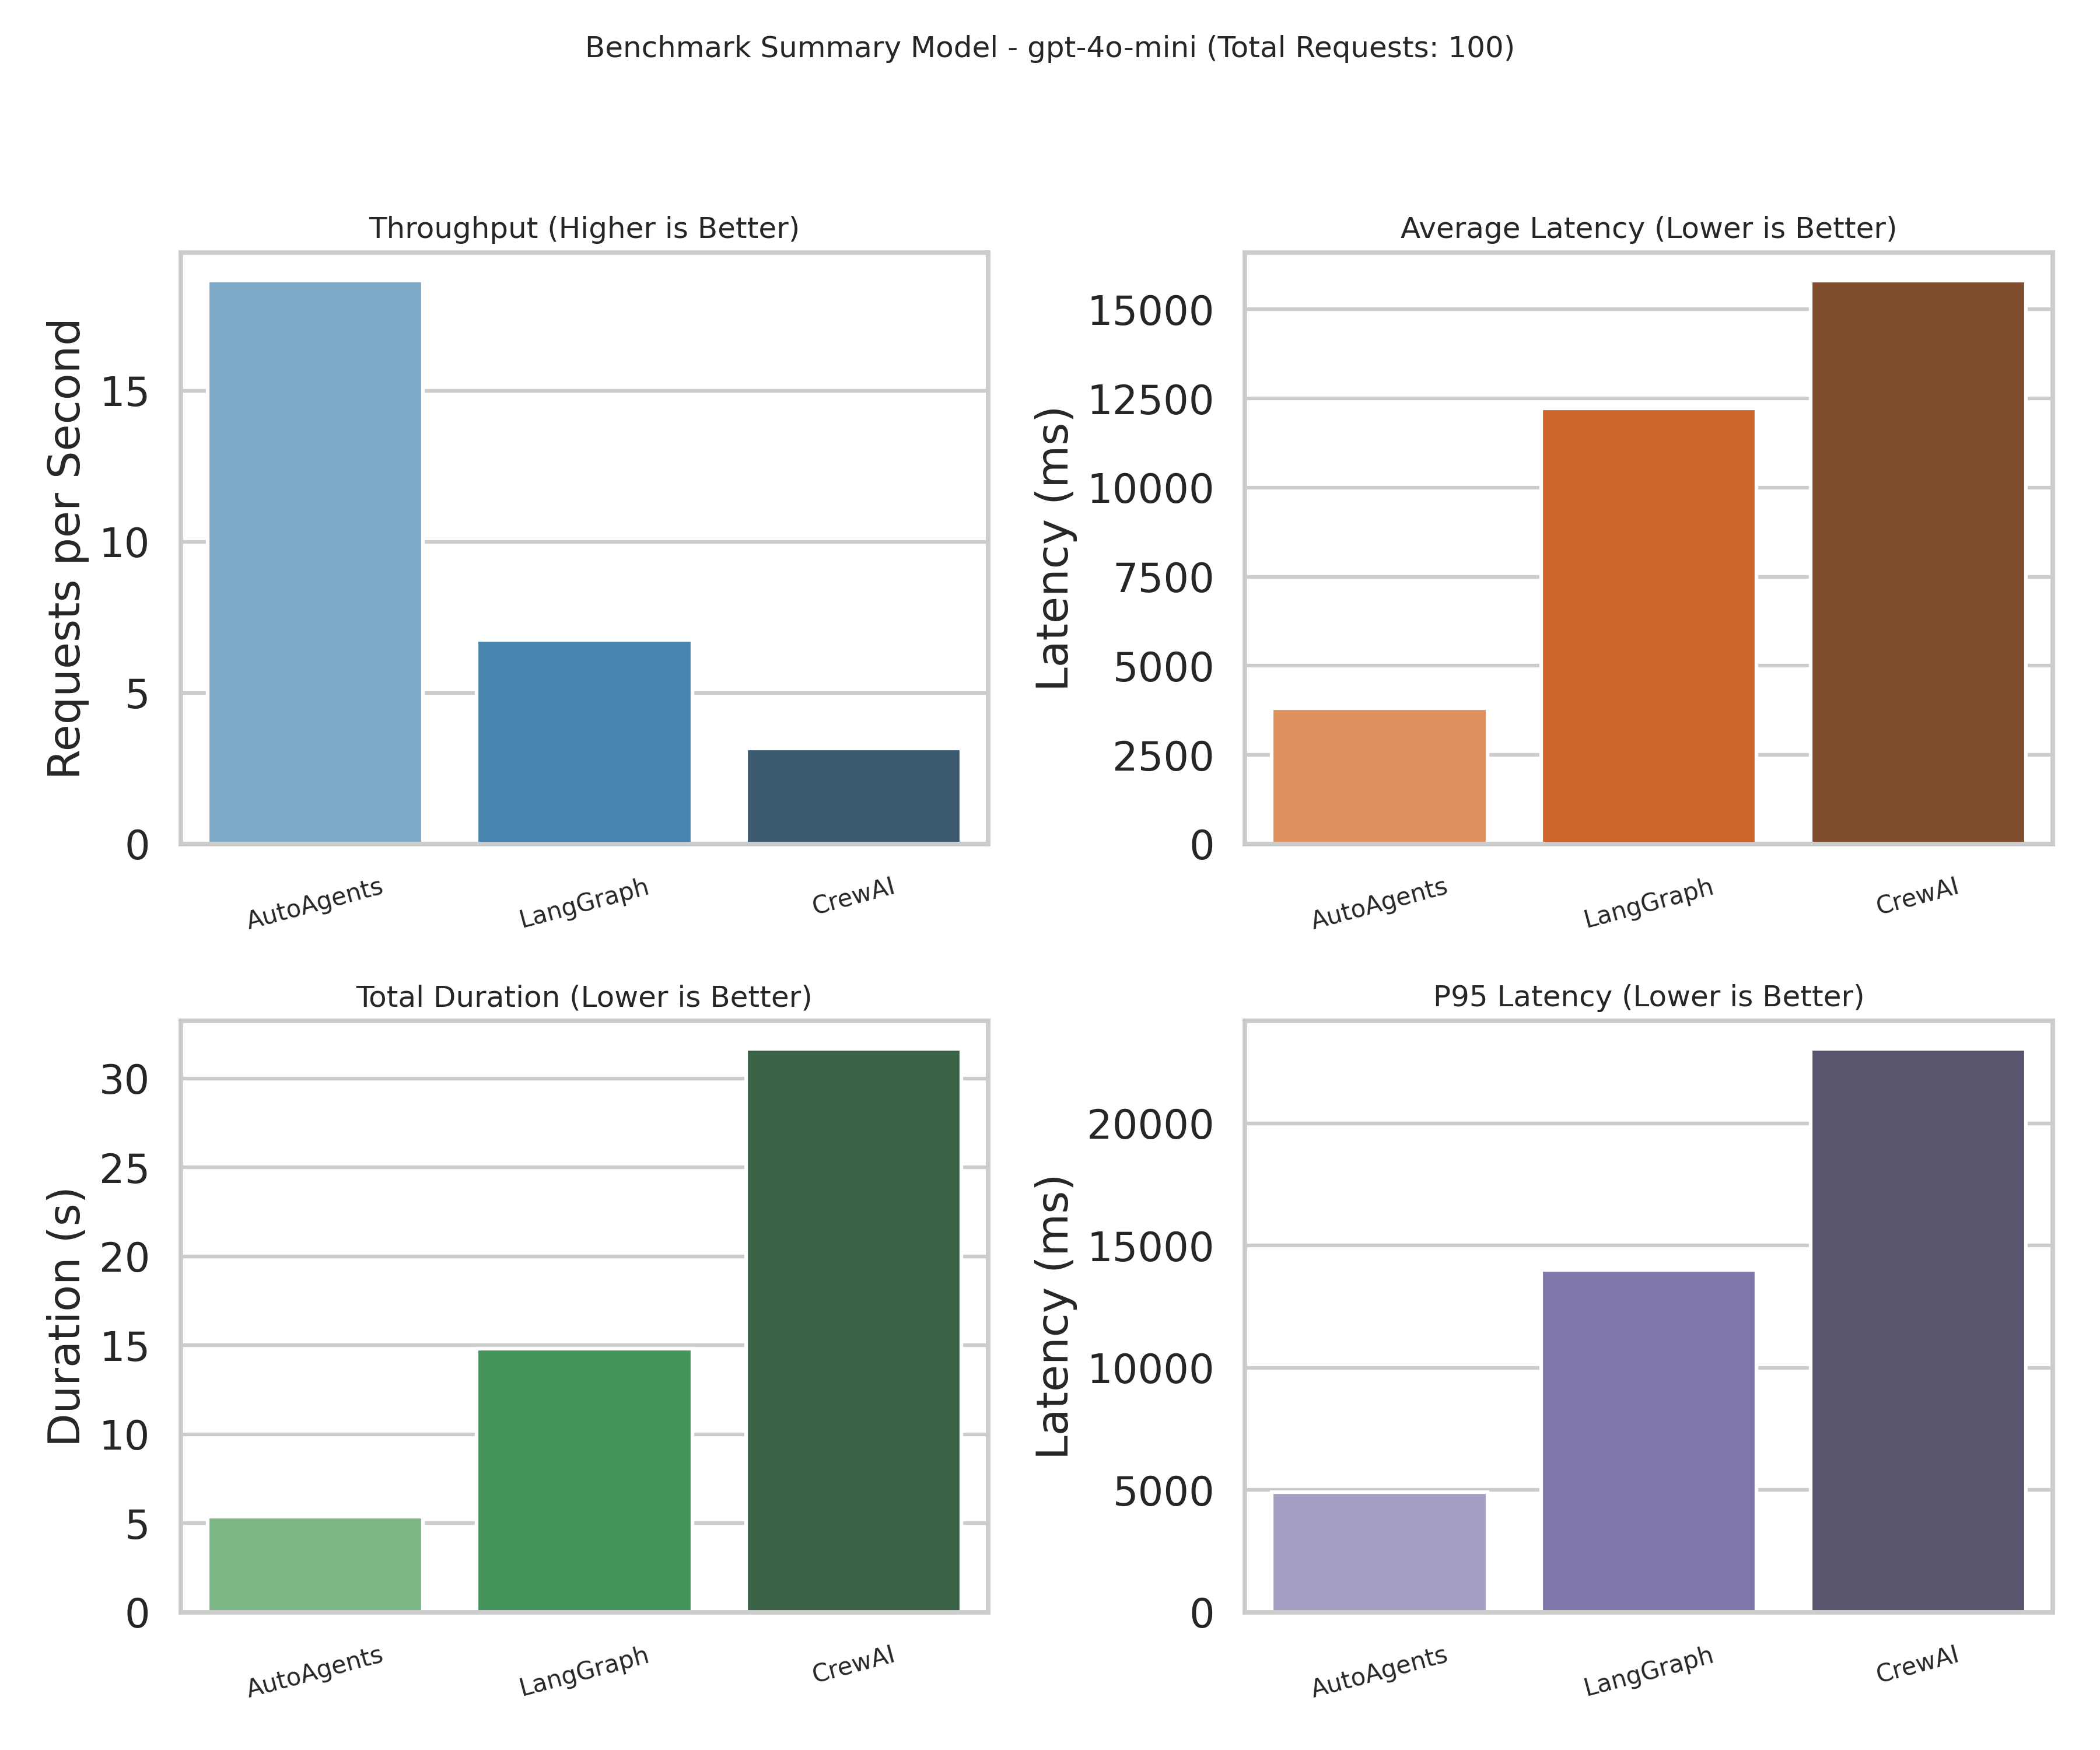 Benchmark Summary Model - gpt-4o-mini (Total Requests: 100)
Throughput (Higher is Better)
Requests per Second
15
10
5
0
AutoAgents
LangGraph
CrewAI
Average Latency (Lower is Better)
Latency (ms)
15000
12500
10000
7500
5000
2500
0
AutoAgents
LangGraph
CrewAI
Total Duration (Lower is Better)
Duration (s)
30
25
20
15
10
5
0
AutoAgents
LangGraph
CrewAI
P95 Latency (Lower is Better)
Latency (ms)
20000
15000
10000
5000
0
AutoAgents
LangGraph
CrewAI